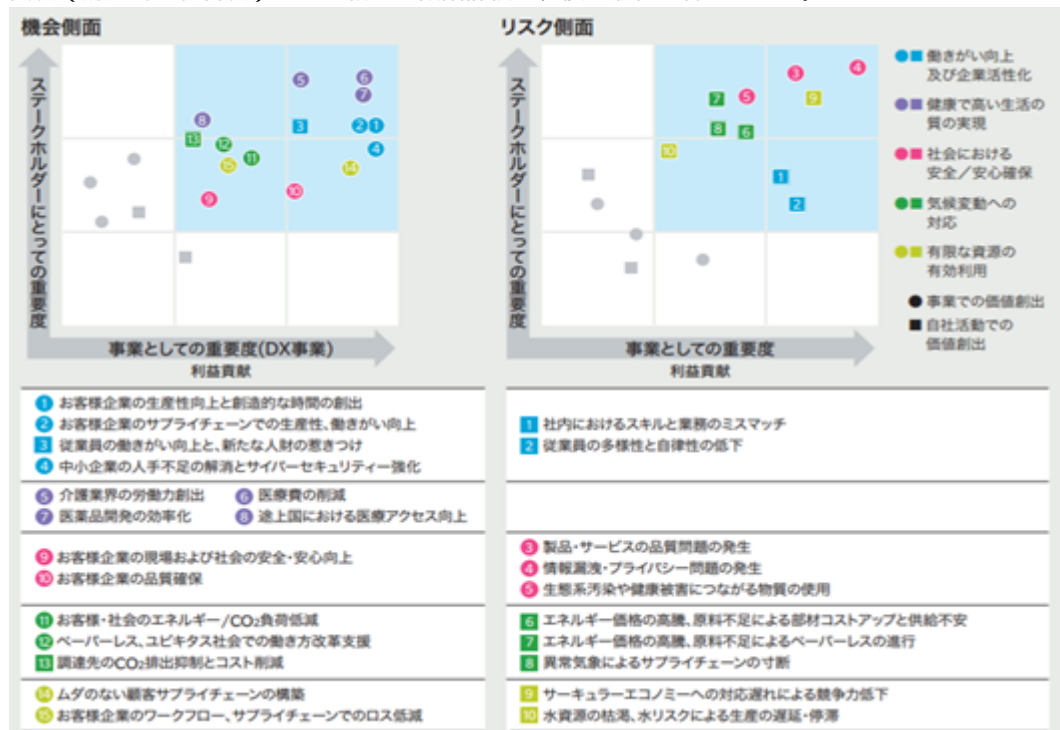 機会側面
リスク側面
ステークホルダーにとっての重要度
5
6
7
8
3
2
1
13
12
4
15
11
14
9
10
事業としての重要度(DX事業)
利益貢献
ステークホルダーにとっての重要度
3
4
7
5
9
8
6
10
1
2
事業としての重要度
利益貢献
働きがい向上
及び企業活性化
健康で高い生活の
質の実現
社会における
安全/安心確保
気候変動への
対応
有限な資源の
有効利用
事業での価値創出
自社活動での
価値創出
1 お客様企業の生産性向上と創造的な時間の創出
2 お客様企業のサプライチェーンでの生産性、働きがい向上
3 従業員の働きがい向上と、新たな人財の惹きつけ
4 中小企業の人手不足の解消とサイバーセキュリティー強化
1 社内におけるスキルと業務のミスマッチ
2 従業員の多様性と自律性の低下
5 介護業界の労働力創出 6 医療費の削減
7 医薬品開発の効率化 8 途上国における医療アクセス向上
9 お客様企業の現場および社会の安全・安心向上
10 お客様企業の品質確保
3 製品・サービスの品質問題の発生
4 情報漏洩・プライバシー問題の発生
5 生態系汚染や健康被害につながる物質の使用
11 お客様・社会のエネルギー/CO₂負荷低減
12 ペーパーレス、ユビキタス社会での働き方改革支援
13 調達先のCO₂排出抑制とコスト削減
6 エネルギー価格の高騰、原料不足による部材コストアップと供給不安
7 エネルギー価格の高騰、原料不足によるペーパーレスの進行
8 異常気象によるサプライチェーンの寸断
14 ムダのない顧客サプライチェーンの構築
15 お客様企業のワークフロー、サプライチェーンでのロス低減
9 サーキュラーエコノミーへの対応遅れによる競争力低下
10 水資源の枯渇、水リスクによる生産の遅延・停滞